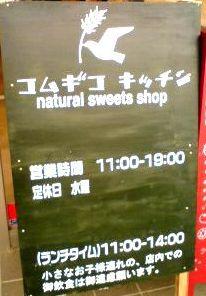 コムギコ キッチン
natural sweets shop
営業時間 11:00-19:00
定休日 水曜
(ランチタイム)11:00-14:00
小さなお子様連れの、店内での
御飲食は御遠慮願います。